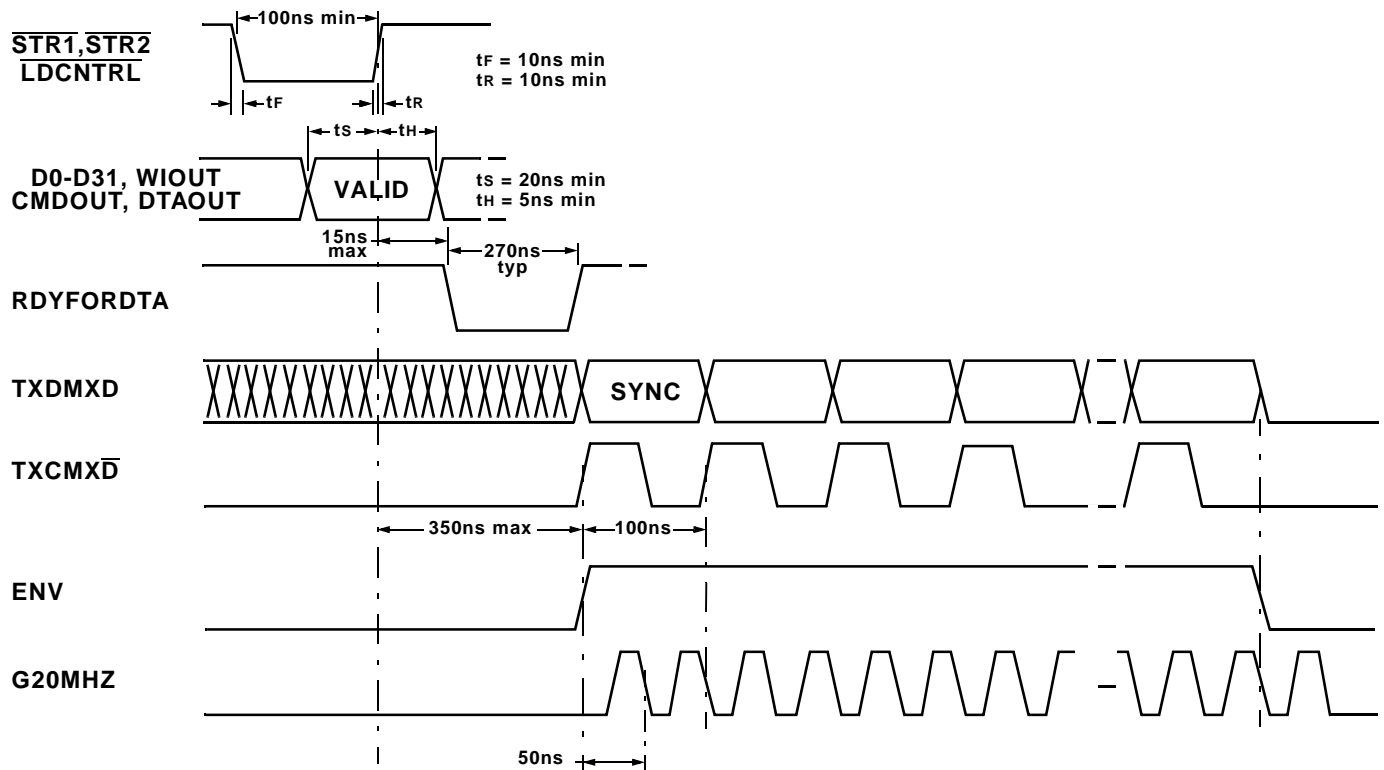 100ns min
STR1,STR2
LDCNTRL
tF = 10ns min
tR = 10ns min
tF
tR
tS
tH
D0-D31, WIOUT
CMDOUT, DTAOUT
VALID
tS = 20ns min
tH = 5ns min
15ns
max
270ns
typ
RDYFORDTA
TXDMXD
SYNC
TXCMXD
350ns max
100ns
ENV
G20MHZ
50ns